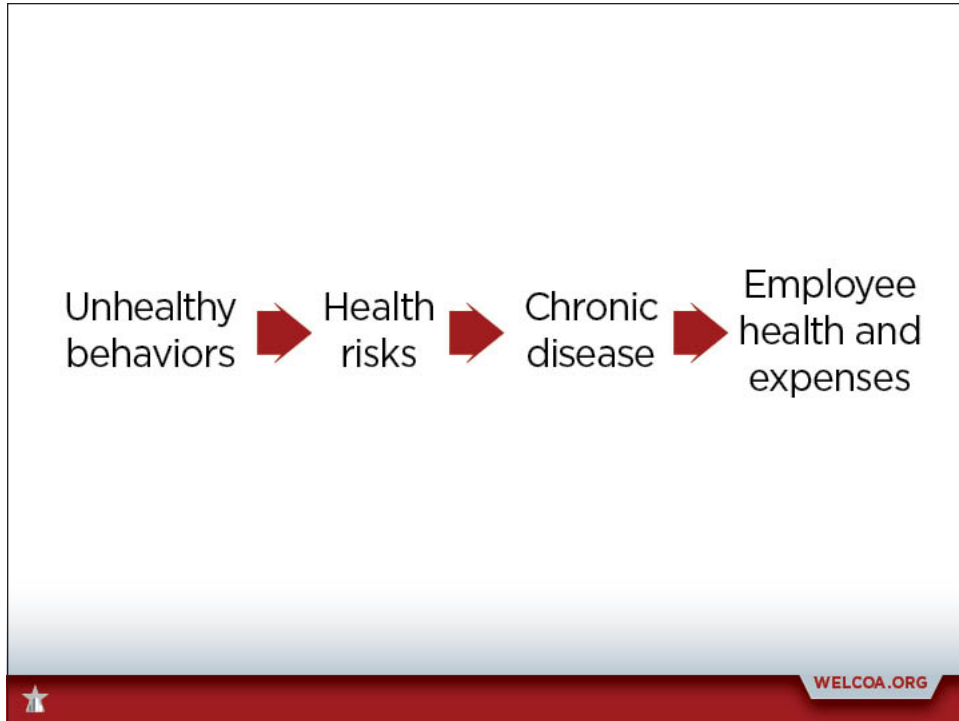 Unhealthy
behaviors
Health
risks
Chronic
disease
Employee
health and
expenses
WELCOA.ORG